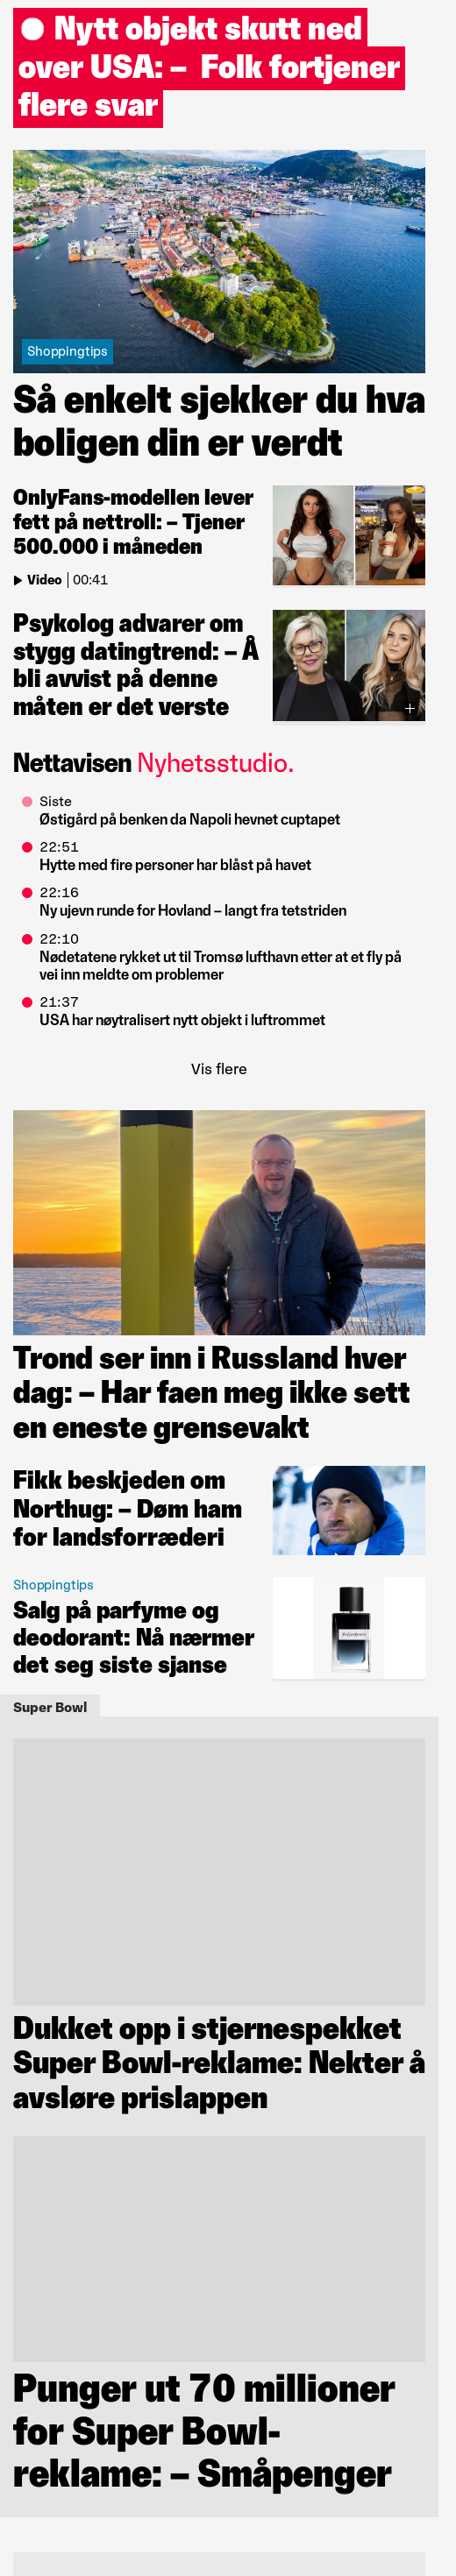 Nytt objekt skutt ned
over USA: – Folk fortjener
flere svar
Shoppingtips
Så enkelt sjekker du hva
boligen din er verdt
OnlyFans-modellen lever
fett på nettroll: – Tjener
500.000 i måneden
Video | 00:41
Psykolog advarer om
stygg datingtrend: – Å
bli avvist på denne
måten er det verste
Nettavisen Nyhetsstudio.
Siste
Østigård på benken da Napoli hevnet cuptapet
22:51
Hytte med fire personer har blåst på havet
22:16
Ny ujevn runde for Hovland – langt fra tetstriden
22:10
Nødetatene rykket ut til Tromsø lufthavn etter at et fly på
vei inn meldte om problemer
21:37
USA har nøytralisert nytt objekt i luftrommet
Vis flere
Trond ser inn i Russland hver
dag: – Har faen meg ikke sett
en eneste grensevakt
Fikk beskjeden om
Northug: – Døm ham
for landsforræderi
Shoppingtips
Salg på parfyme og
deodorant: Nå nærmer
det seg siste sjanse
Super Bowl
Dukket opp i stjernespekket
Super Bowl-reklame: Nekter å
avsløre prislappen
Punger ut 70 millioner
for Super Bowl-
reklame: – Småpenger